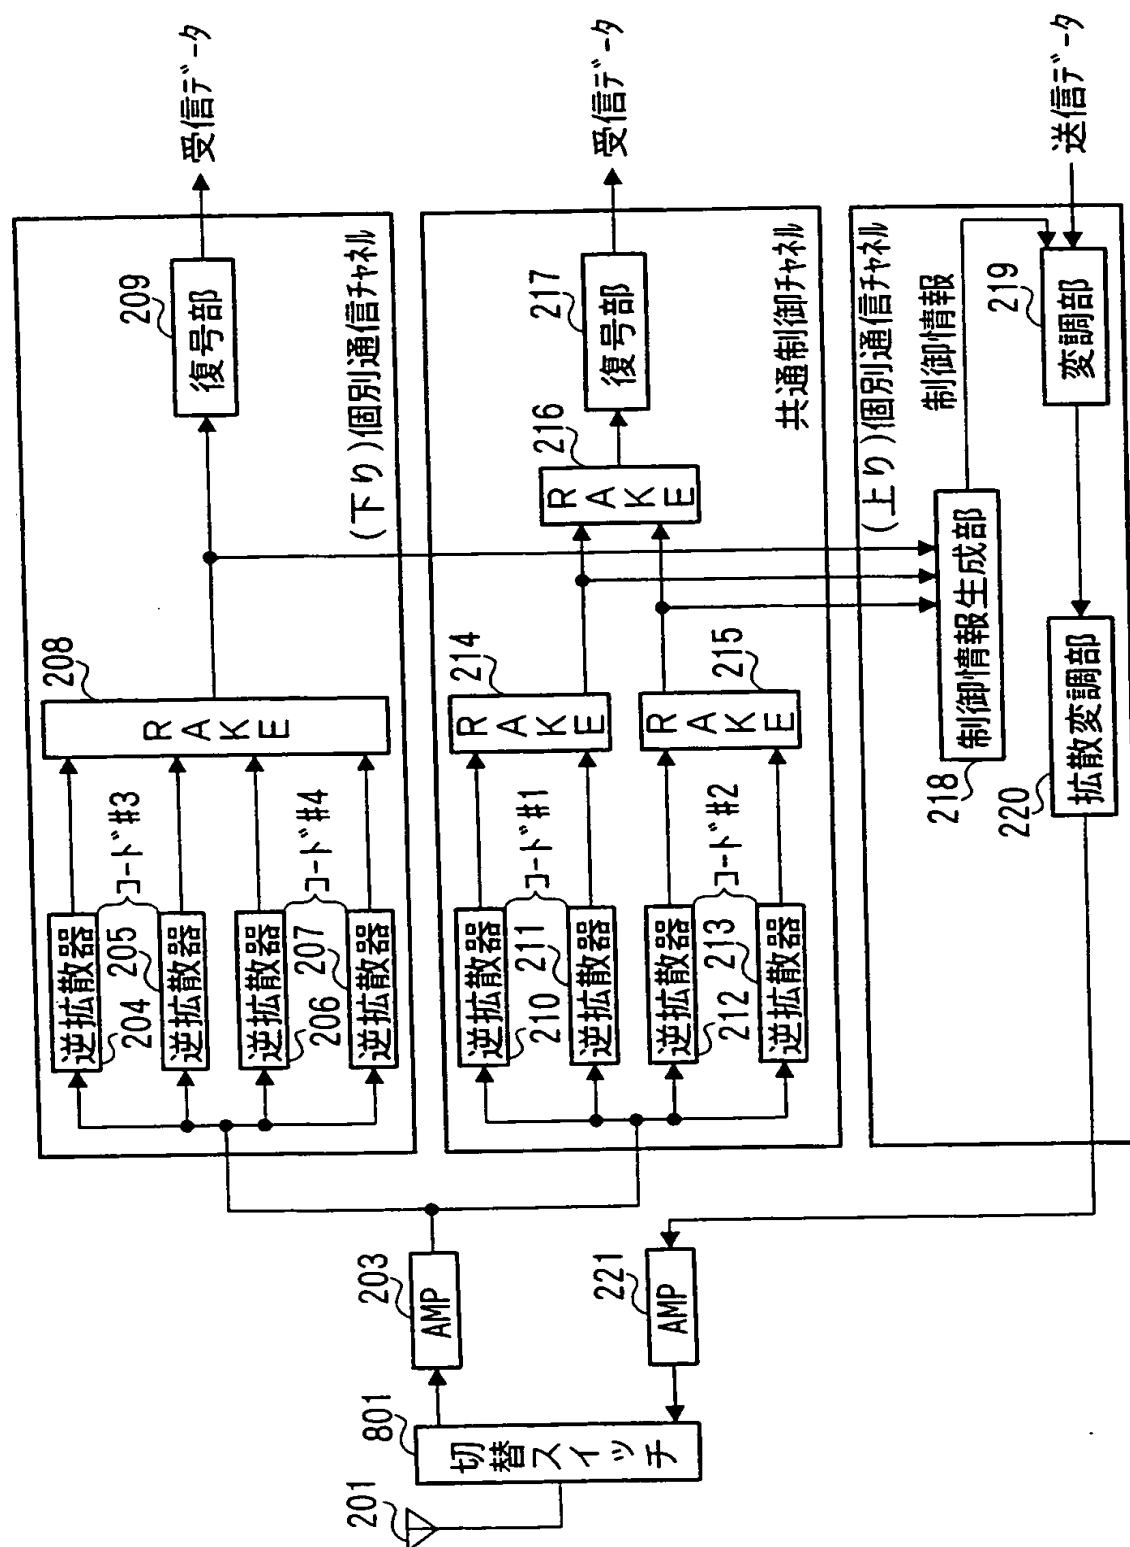 201
801
切替スイッチ
203
AMP
221
AMP
204
逆拡散器
205
逆拡散器
コード#3
206
逆拡散器
207
逆拡散器
コード#4
208
RAKE
209
復号部
受信データ
(下り)個別通信チャネル
210
逆拡散器
211
逆拡散器
コード#1
212
逆拡散器
213
逆拡散器
コード#2
214
RAKE
215
RAKE
216
RAKE
217
復号部
受信データ
共通制御チャネル
(上り)個別通信チャネル
218
制御情報生成部
制御情報
219
変調部
送信データ
220
拡散変調部